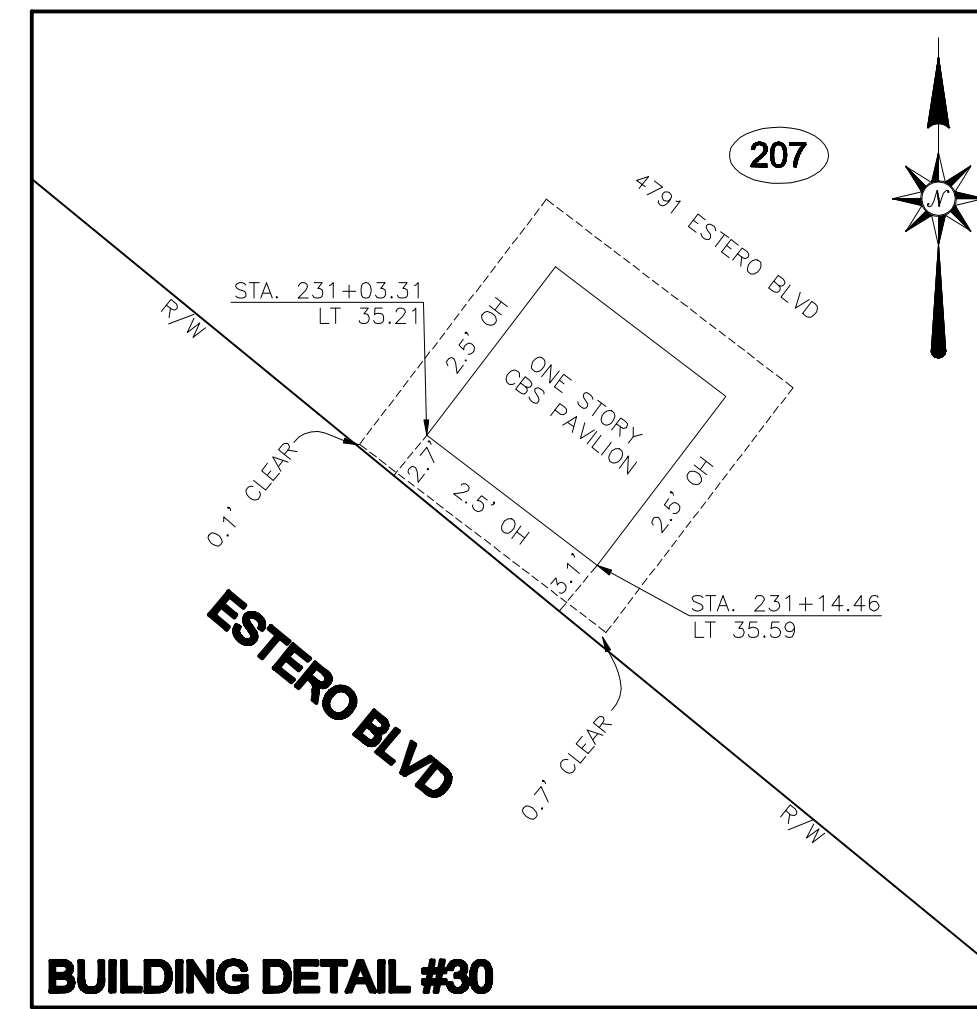 207
4791 ESTERO BLVD
N
STA. 231+03.31
LT 35.21
R/W
2.5' OH
ONE STORY
CBS PAVILION
2.7'
2.5' OH
2.5' OH
0.1' CLEAR
3.1'
STA. 231+14.46
LT 35.59
ESTERO BLVD
0.7' CLEAR
R/W
BUILDING DETAIL #30